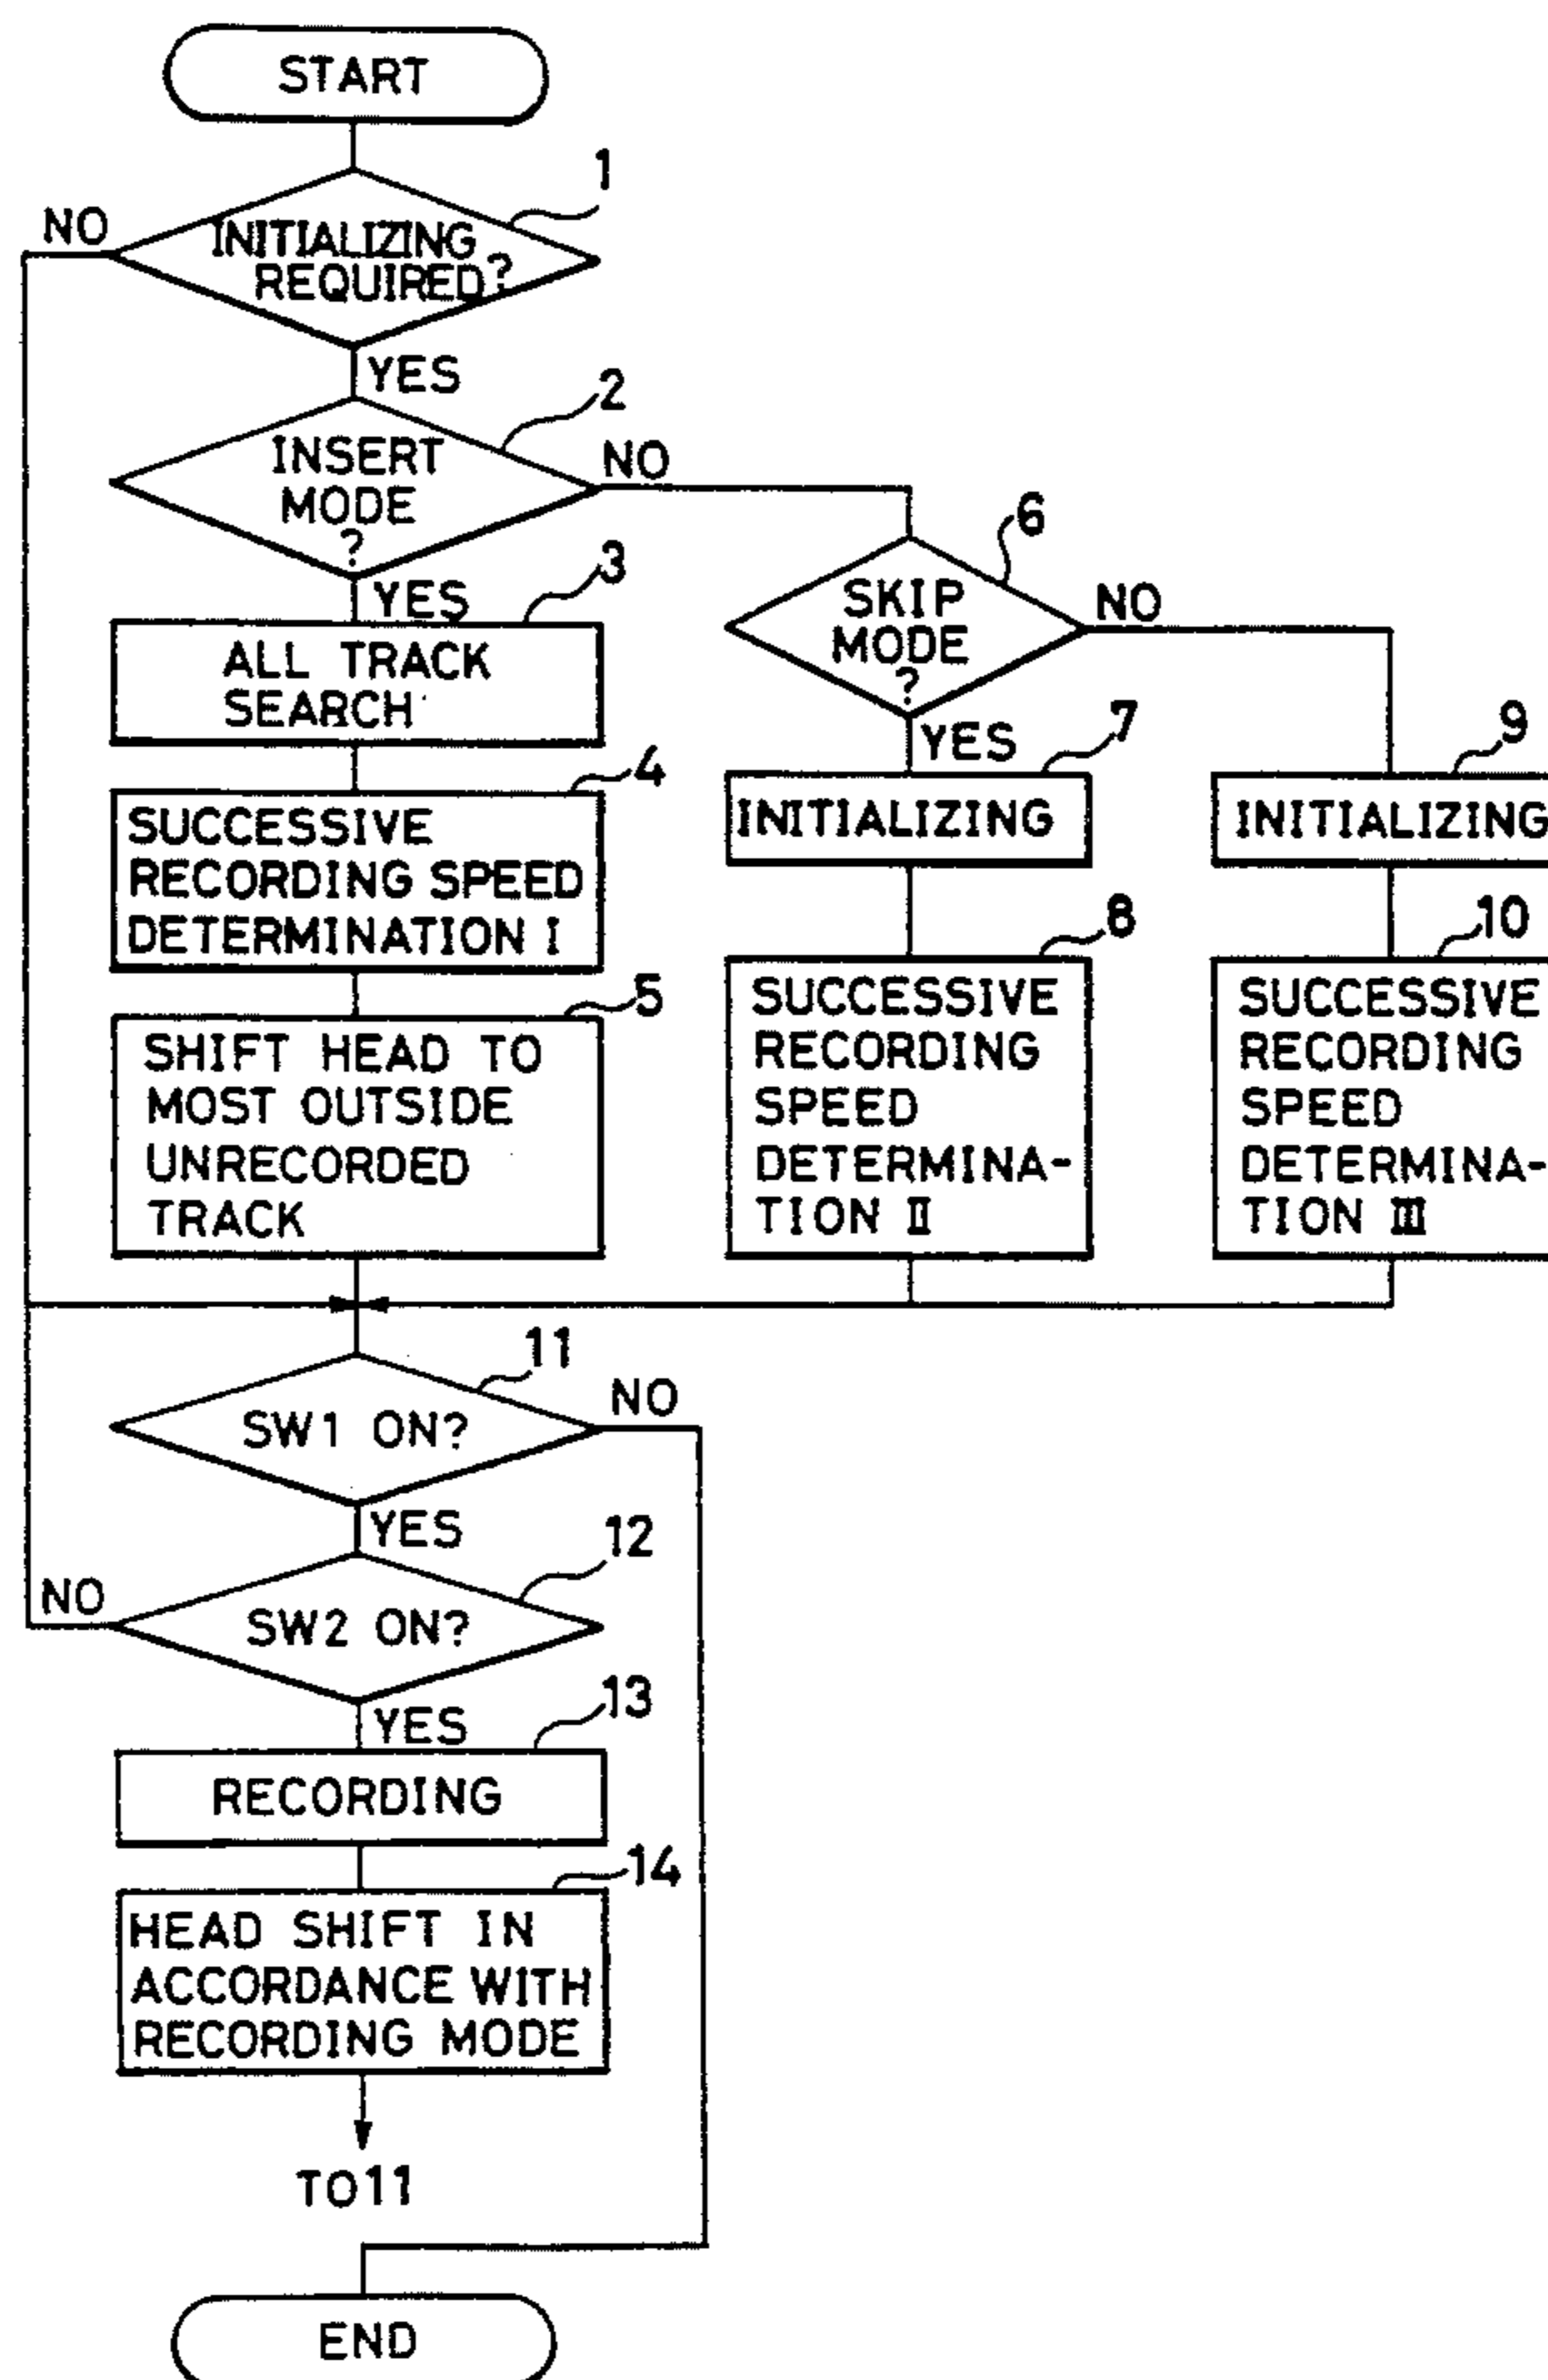 START
1
NO
INITIALIZING
REQUIRED?
YES
2
INSERT
MODE
?
NO
YES
3
ALL TRACK
SEARCH
4
SUCCESSIVE
RECORDING SPEED
DETERMINATION I
5
SHIFT HEAD TO
MOST OUTSIDE
UNRECORDED
TRACK
6
SKIP
MODE
?
NO
YES
7
INITIALIZING
8
SUCCESSIVE
RECORDING
SPEED
DETERMINA-
TION II
9
INITIALIZING
10
SUCCESSIVE
RECORDING
SPEED
DETERMINA-
TION III
11
SW1 ON?
NO
YES
12
SW2 ON?
NO
YES
13
RECORDING
14
HEAD SHIFT IN
ACCORDANCE WITH
RECORDING MODE
TO11
END